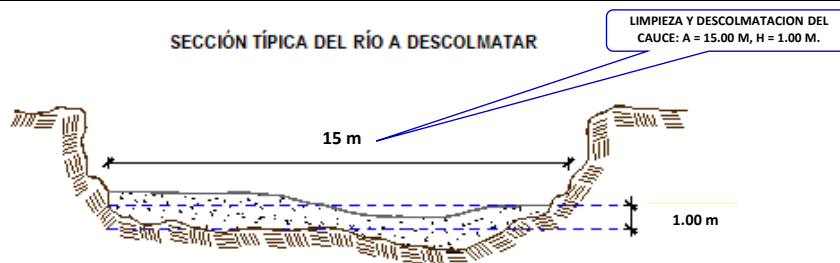 LIMPIEZA Y DESCOLMATACION DEL
CAUCE: A = 15.00 M, H = 1.00 M.
SECCIÓN TÍPICA DEL RÍO A DESCOLMATAR
15 m
1.00 m